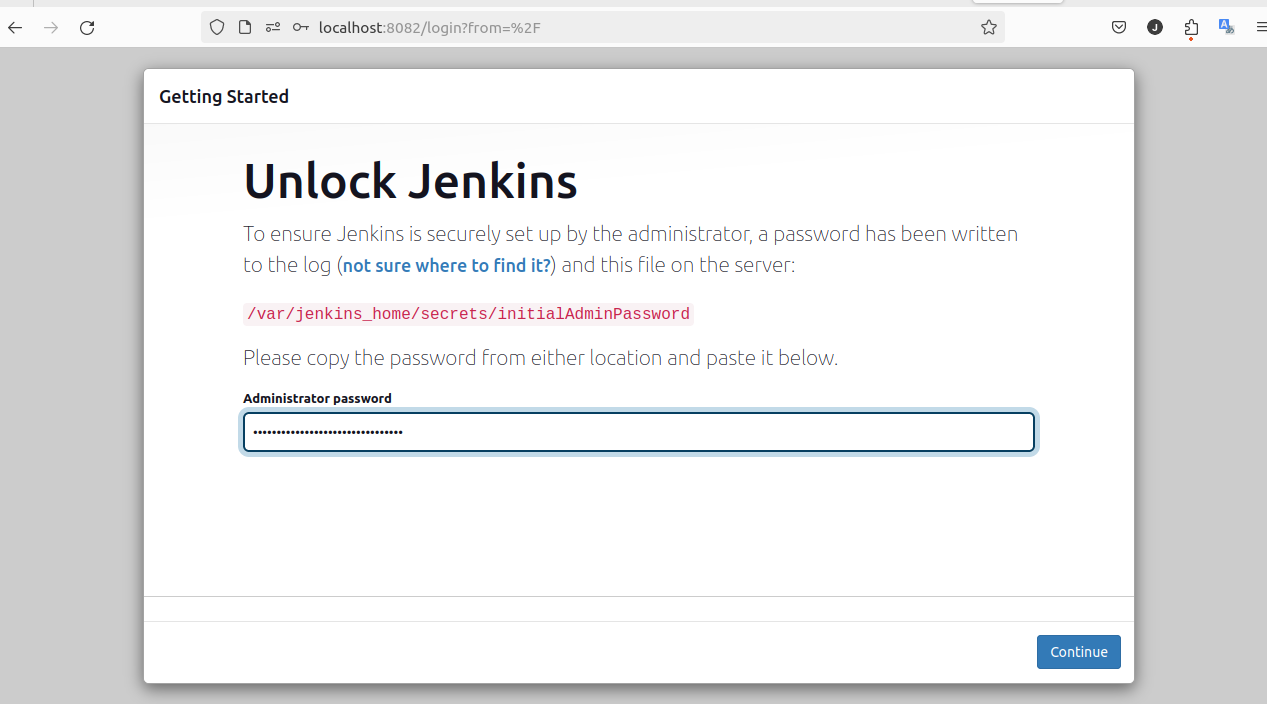 localhost:8082/login?from=%2F
J
A
Getting Started
Unlock Jenkins
To ensure Jenkins is securely set up by the administrator, a password has been written
to the log (not sure where to find it?) and this file on the server:
/var/jenkins_home/secrets/initialAdminPassword
Please copy the password from either location and paste it below.
Administrator password
Continue